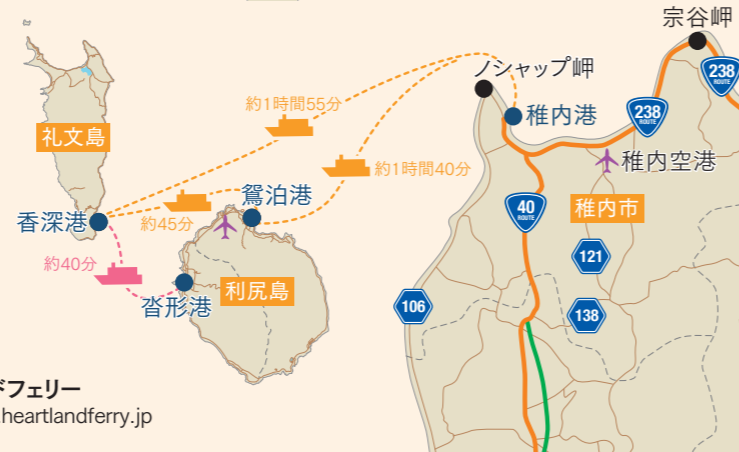 宗谷岬
ノシャップ岬
238
ROUTE
238
ROUTE
約1時間55分
稚内港
礼文島
稚内空港
約1時間40分
鴛泊港
香深港
約45分
40
ROUTE
稚内市
約40分
121
利尻島
沓形港
106
138
ドフェリー
.heartlandferry.jp